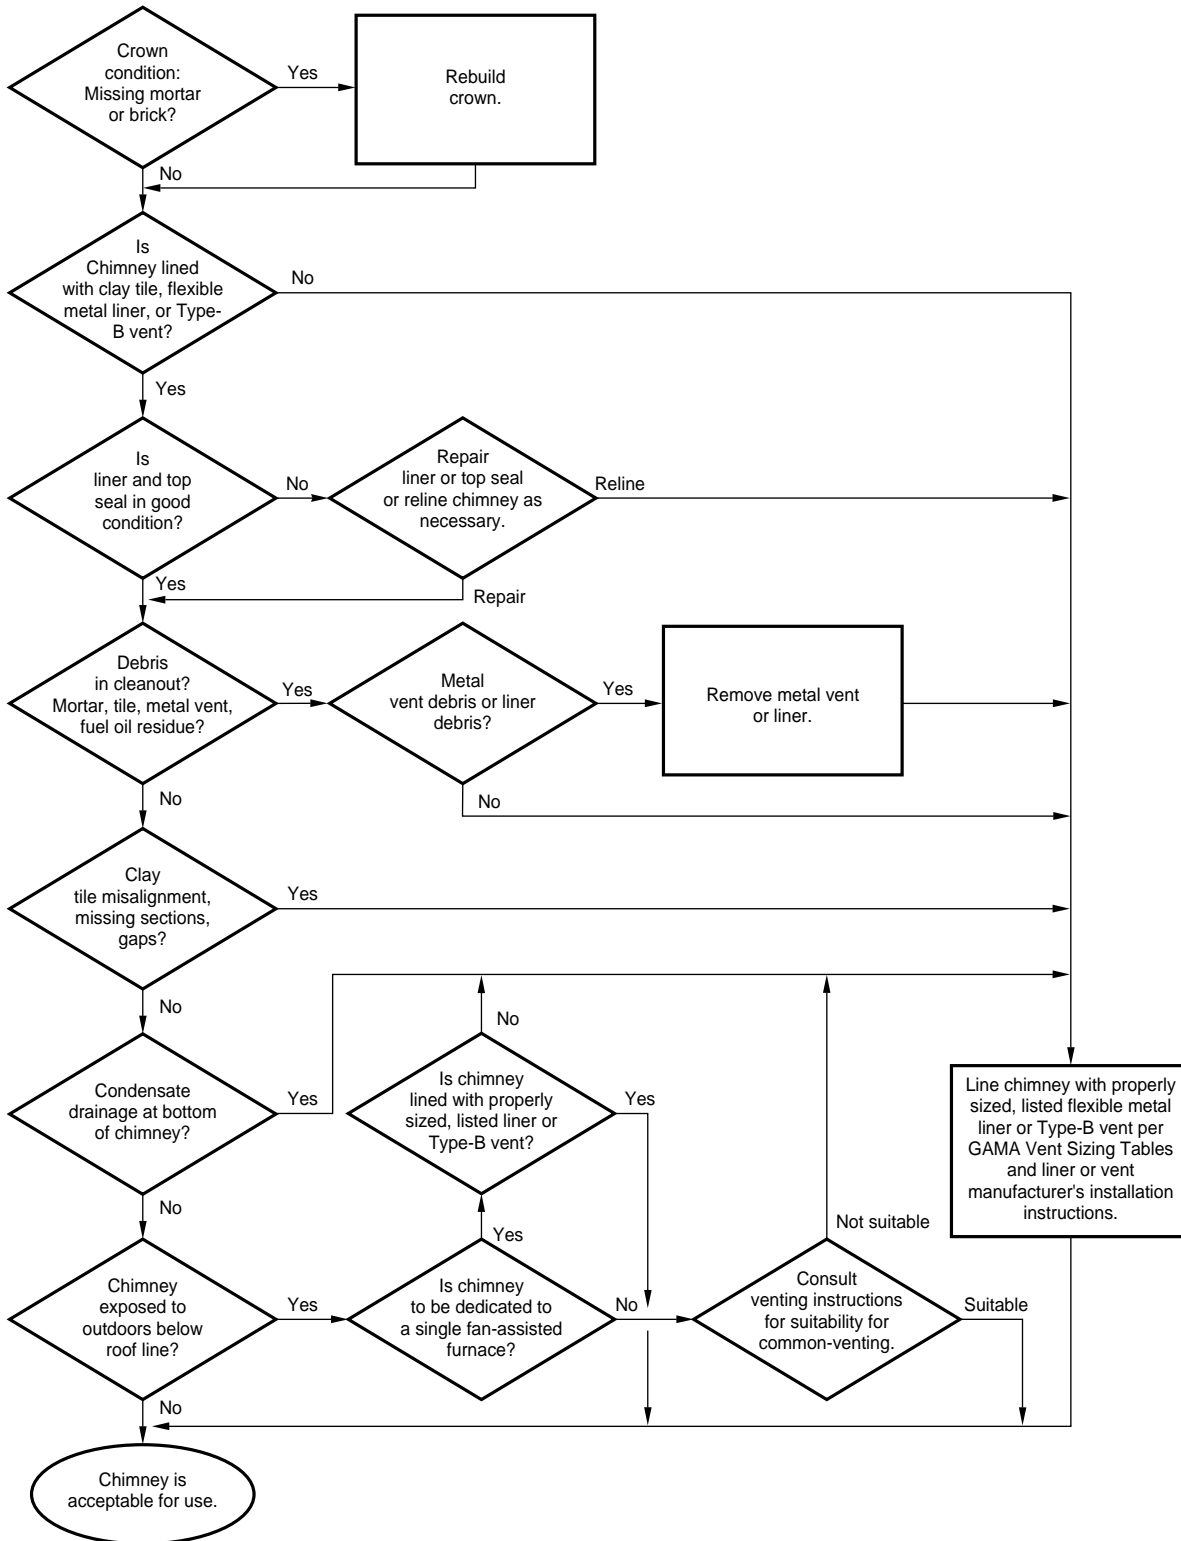 Crown
condition:
Missing mortar
or brick?
Yes
Rebuild
crown.
No
Is
Chimney lined
with clay tile, flexible
metal liner, or Type-
B vent?
No
Yes
Is
liner and top
seal in good
condition?
No
Repair
liner or top seal
or reline chimney as
necessary.
Reline
Yes
Repair
Debris
in cleanout?
Mortar, tile, metal vent,
fuel oil residue?
Yes
Metal
vent debris or liner
debris?
Yes
Remove metal vent
or liner.
No
No
Clay
tile misalignment,
missing sections,
gaps?
Yes
No
No
Condensate
drainage at bottom
of chimney?
Yes
Is chimney
lined with properly
sized, listed liner or
Type-B vent?
Yes
Line chimney with properly
sized, listed flexible metal
liner or Type-B vent per
GAMA Vent Sizing Tables
and liner or vent
manufacturer's installation
instructions.
No
Yes
Not suitable
Chimney
exposed to
outdoors below
roof line?
Yes
Is chimney
to be dedicated to
a single fan-assisted
furnace?
No
Consult
venting instructions
for suitability for
common-venting.
Suitable
No
Chimney is
acceptable for use.